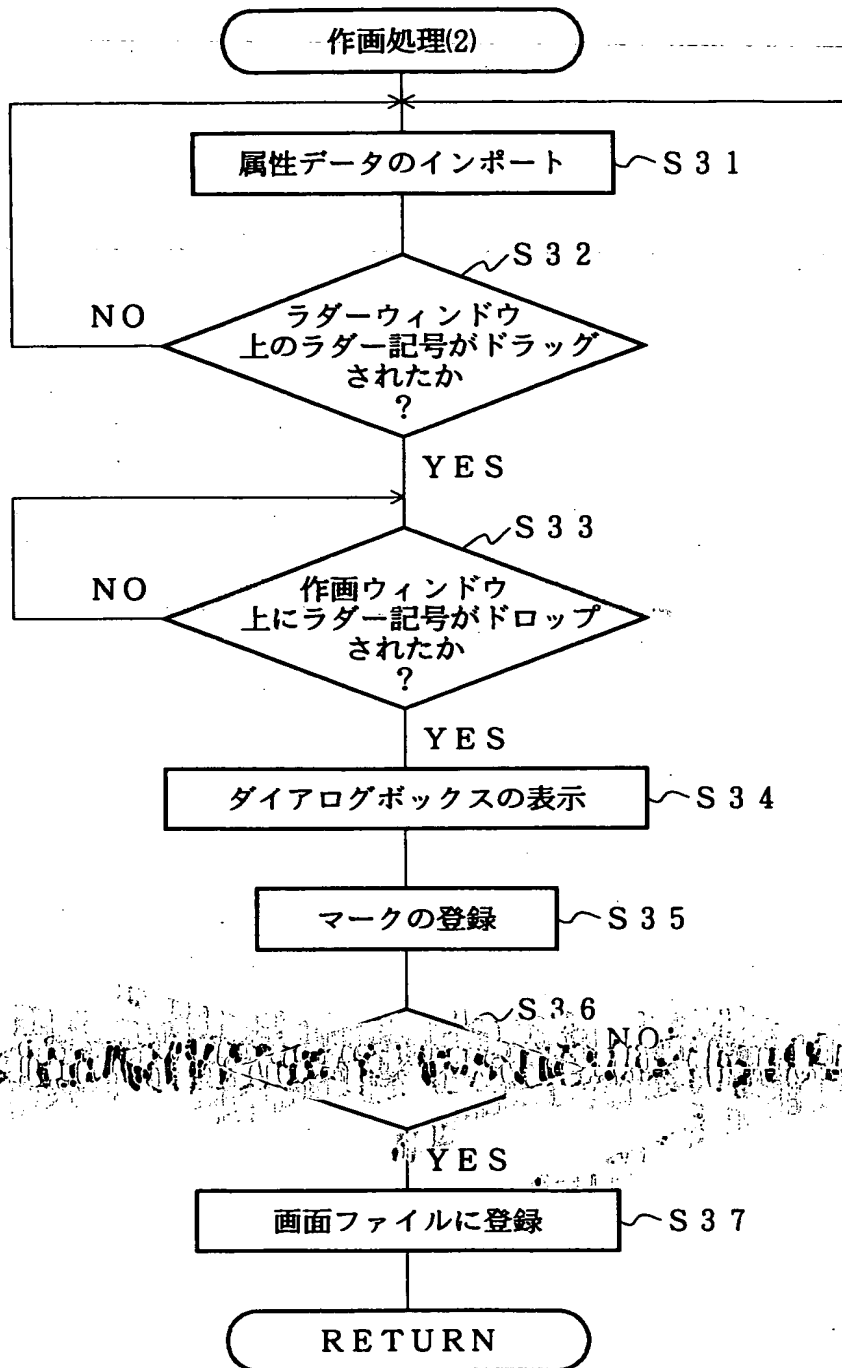 作画処理(2)
属性データのインポート
S31
S32
ラダーウィンドウ
上のラダー記号がドラッグ
されたか
?
NO
YES
S33
作画ウィンドウ
上にラダー記号がドロップ
されたか
?
NO
YES
ダイアログボックスの表示
S34
マークの登録
S35
S36
NO
YES
画面ファイルに登録
S37
RETURN